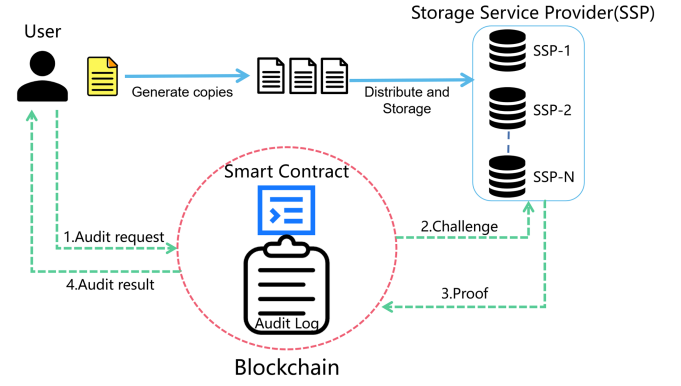 Storage Service Provider(SSP)
User
SSP-1
Generate copies
Distribute and
Storage
SSP-2
SSP-N
Smart Contract
1.Audit request
2.Challenge
4.Audit result
3.Proof
Audit Log
Blockchain